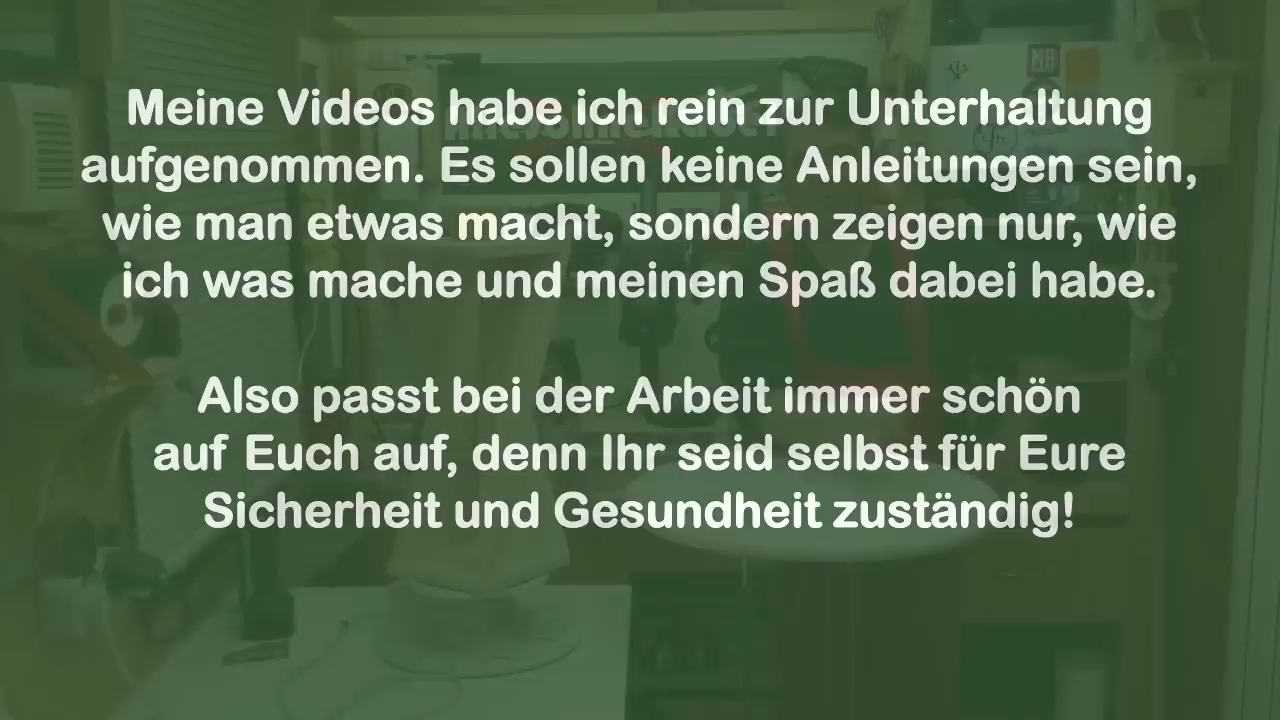 Meine Videos habe ich rein zur Unterhaltung
aufgenommen. Es sollen keine Anleitungen sein,
wie man etwas macht, sondern zeigen nur, wie
ich was mache und meinen Spaß dabei habe.
Also passt bei der Arbeit immer schön
auf Euch auf, denn Ihr seid selbst für Eure
Sicherheit und Gesundheit zuständig!